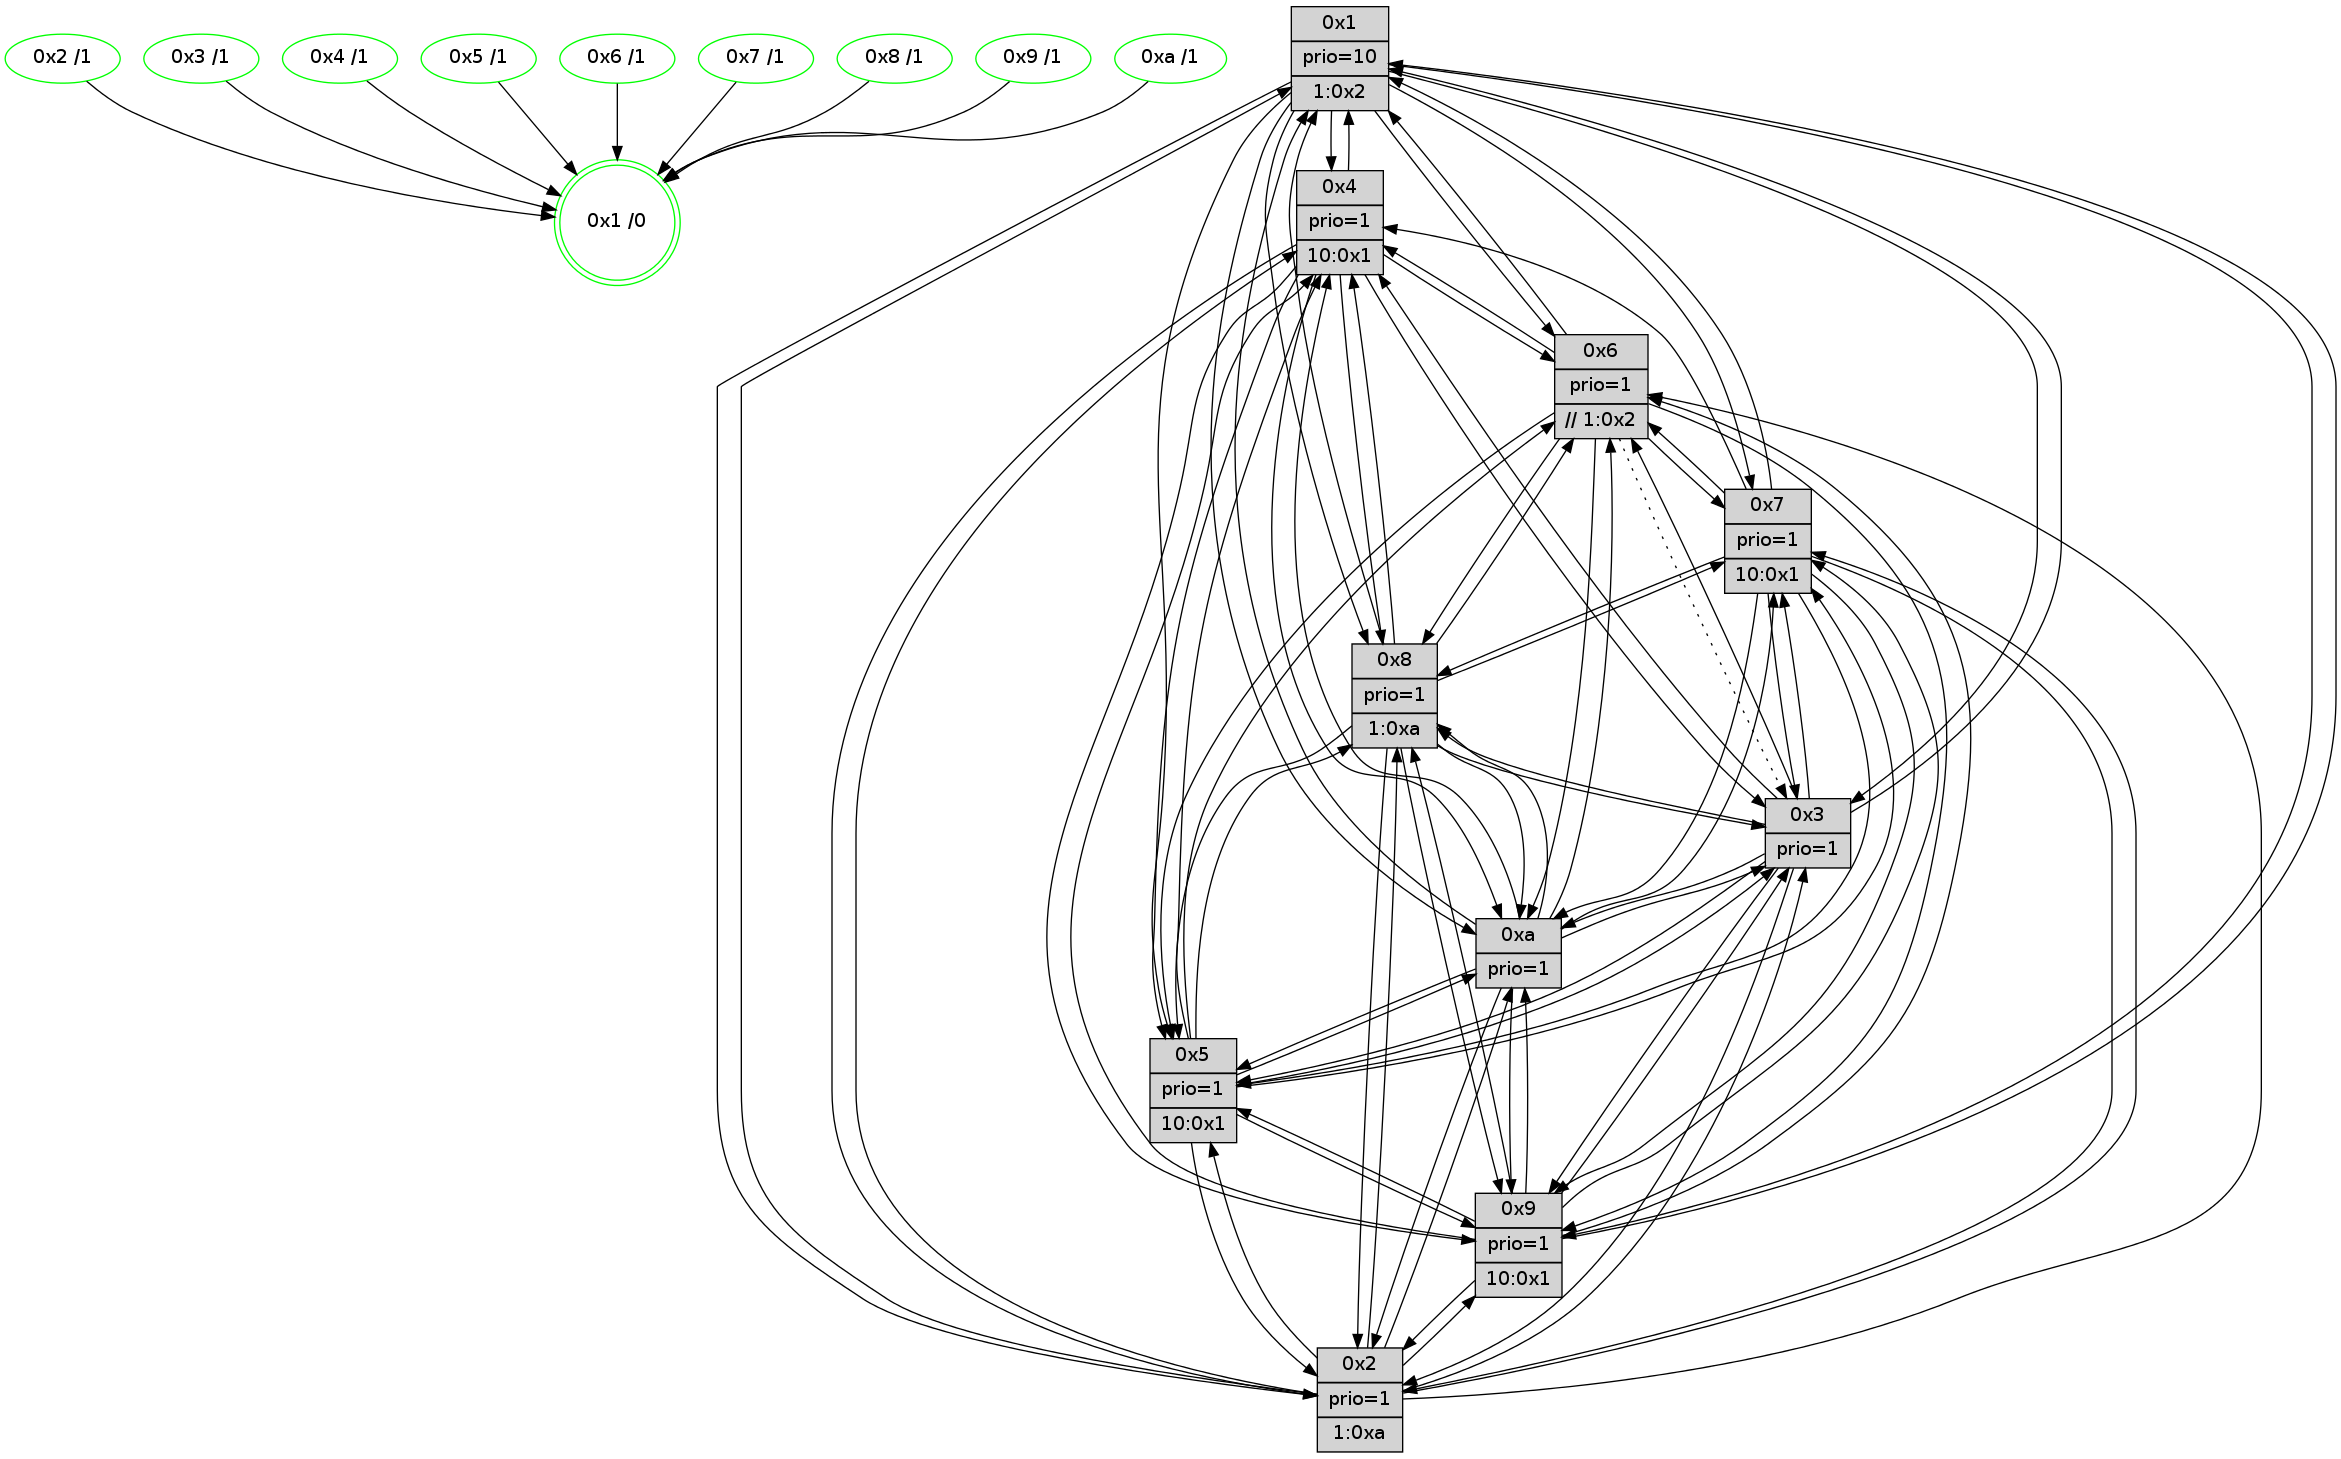 0x2 /1
0x3 /1
0x4 /1
0x5 /1
0x6 /1
0x7 /1
0x8 /1
0x9 /1
0xa /1
0x1 /0
0x1
prio=10
1:0x2
0x4
prio=1
10:0x1
0x6
prio=1
// 1:0x2
0x7
prio=1
10:0x1
0x8
prio=1
1:0xa
0x3
prio=1
0xa
prio=1
0x5
prio=1
10:0x1
0x9
prio=1
10:0x1
0x2
prio=1
1:0xa